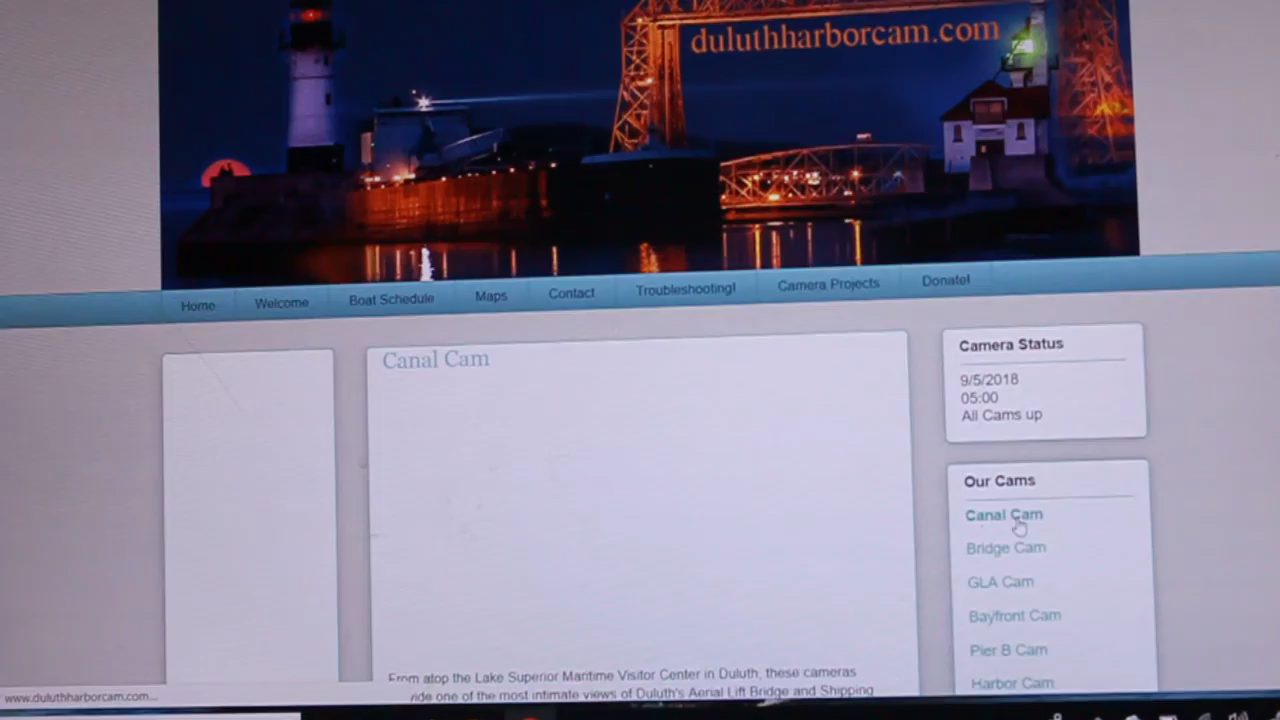 duluthharborcam.com
Home Welcome Boat Schedule Maps Contact Troubleshooting! Camera Projects Donate!
Canal Cam
From atop the Lake Superior Maritime Visitor Center in Duluth, these cameras
ride one of the most intimate views of Duluth's Aerial Lift Bridge and Shipping
Camera Status
9/5/2018
05:00
All Cams up
Our Cams
Canal Cam
Bridge Cam
GLA Cam
Bayfront Cam
Pier B Cam
Harbor Cam
www.duluthharborcam.com...